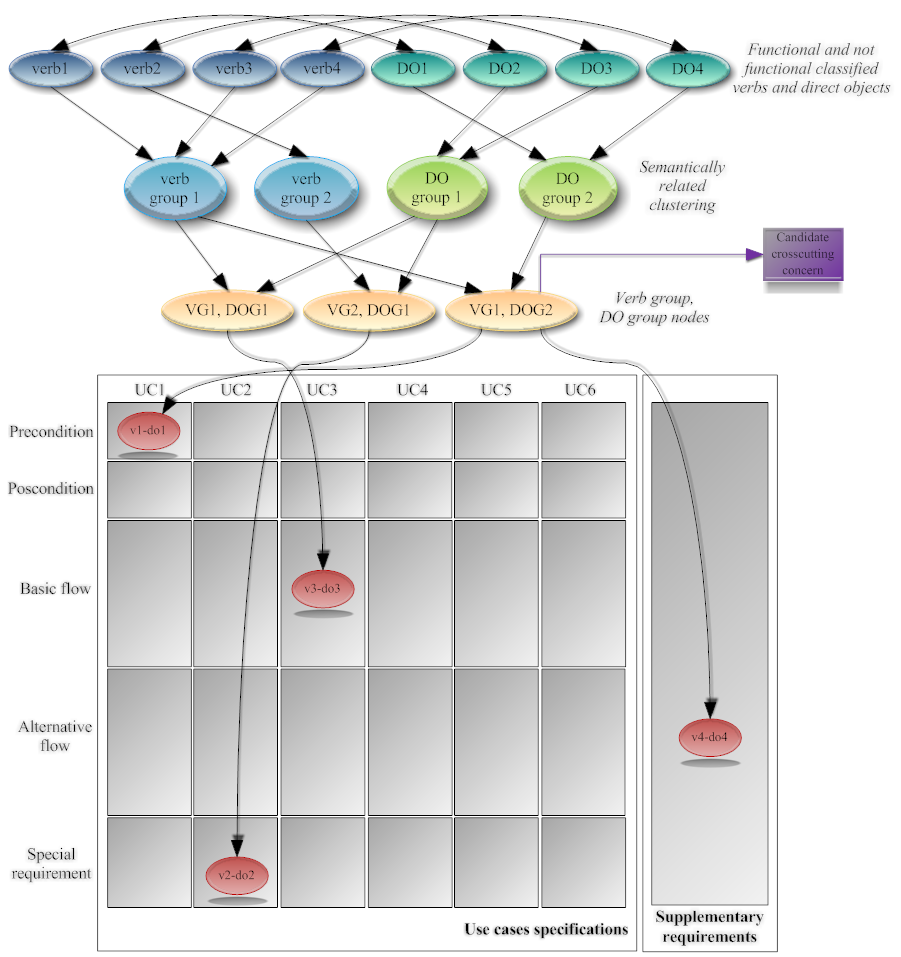 verb1
verb2
verb3
verb4
DO1
DO2
DO3
DO4
Functional and not
functional classified
verbs and direct objects
verb
group 1
verb
group 2
DO
group 1
DO
group 2
Semantically
related
clustering
Candidate
crosscutting
concern
VG1, DOG1
VG2, DOG1
VG1, DOG2
Verb group,
DO group nodes
UC1
UC2
UC3
UC4
UC5
UC6
Precondition
v1-do1
Poscondition
Basic flow
v3-do3
Alternative
flow
v4-do4
Special
requirement
v2-do2
Use cases specifications
Supplementary
requirements